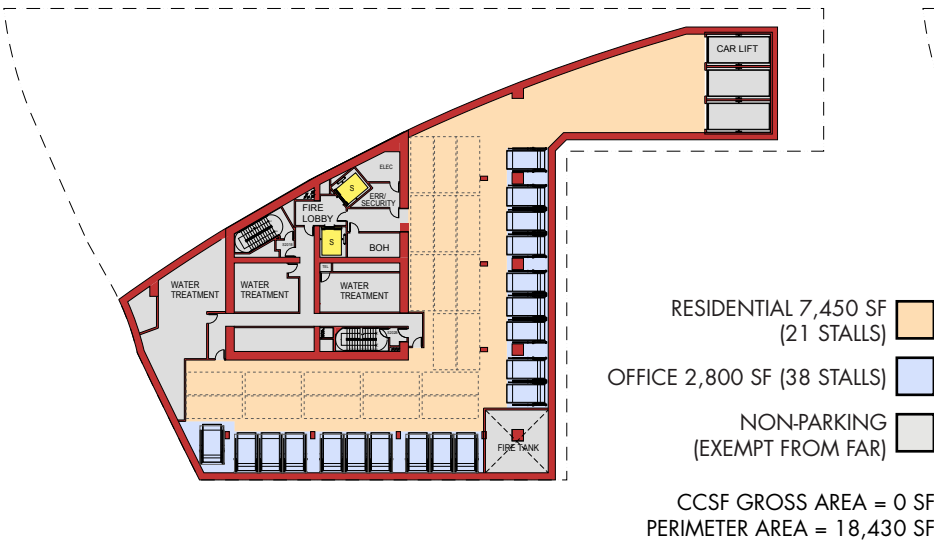 CAR LIFT
ELEC
S
ERR/
SECURITY
FIRE
LOBBY
S
BOH
WATER
TREATMENT
WATER
TREATMENT
TEL
WATER
TREATMENT
FIRE TANK
RESIDENTIAL 7,450 SF
(21 STALLS)
OFFICE 2,800 SF (38 STALLS)
NON-PARKING
(EXEMPT FROM FAR)
CCSF GROSS AREA = 0 SF
PERIMETER AREA = 18,430 SF